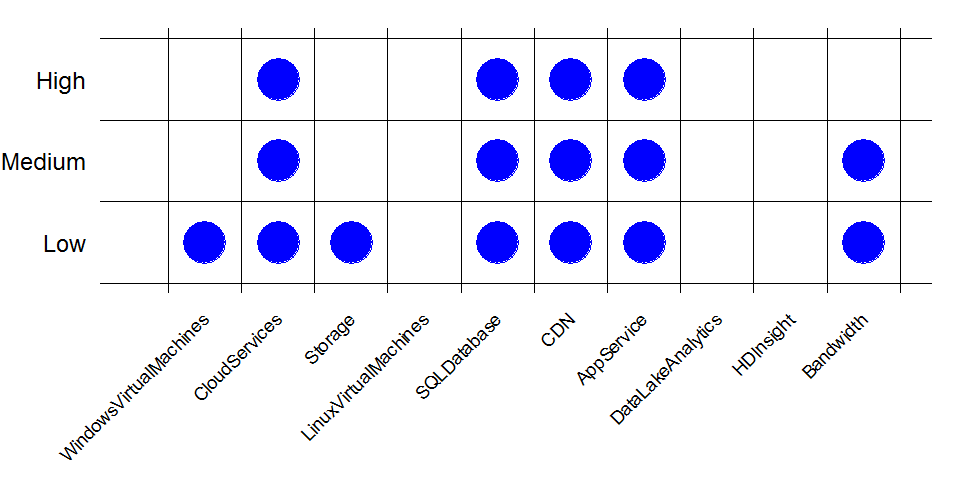 High
Medium
Low
WindowsVirtualMachines
CloudServices
Storage
LinuxVirtualMachines
SQLDatabase
CDN
AppService
DataLakeAnalytics
HDInsight
Bandwidth